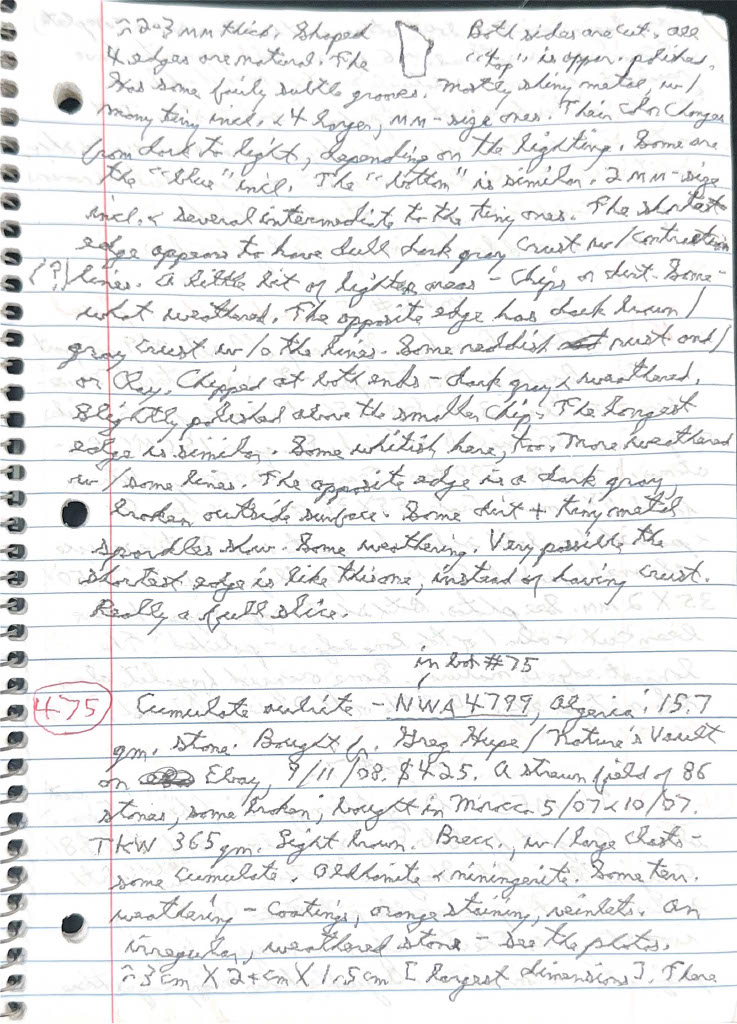 ~2-3 mm thick. Shaped Both sides are cut, all
4 edges are natural. The "top" is appar. polished.
Has some fairly subtle grooves. Mostly shiny metal, w/
many tiny incl. & 4 larger, mm-size ones. Their color changes
from dark to light, depending on the lighting. Some are
the "blue" incl. The "bottom" is similar. 2 mm-size
incl. & several intermediate to the tiny ones. The shortest
edge appears to have dull dark gray crust w/contraction
(?) lines. A little bit of lighter areas - chips or dirt. Some-
what weathered. The opposite edge has dark brown/
gray crust w/o the lines. Some reddish rust and/
or clay. Chipped at both ends - dark gray & weathered.
Slightly polished above the smaller chip. The longest
edge is similar. Some whitish here, too. More weathered
w/some lines. The opposite edge is a dark gray,
broken outside surface. Some dirt + tiny metal
sparkles show. Some weathering. Very possible the
shortest edge is like this one, instead of having crust.
Really a full slice.
in box #75
475 Cumulate - NWA 4799, Algeria: 15.7
gm. stone. Bought fr. Greg Hupe/Nature's Vault
on Ebay, 9/11/08. $425. A strewn field of 86
stones, some broken; bought in Morocco 5/07 & 10/07.
TKW 365 gm. Light brown. Brecc., w/large clasts -
some cumulate. Oldhamite & niningerite. Some terr.
weathering - coatings, orange staining, veinlets. An
irregular, weathered stone - see the photos.
~3 cm X 2+ cm X 1.5 cm [largest dimensions]. There